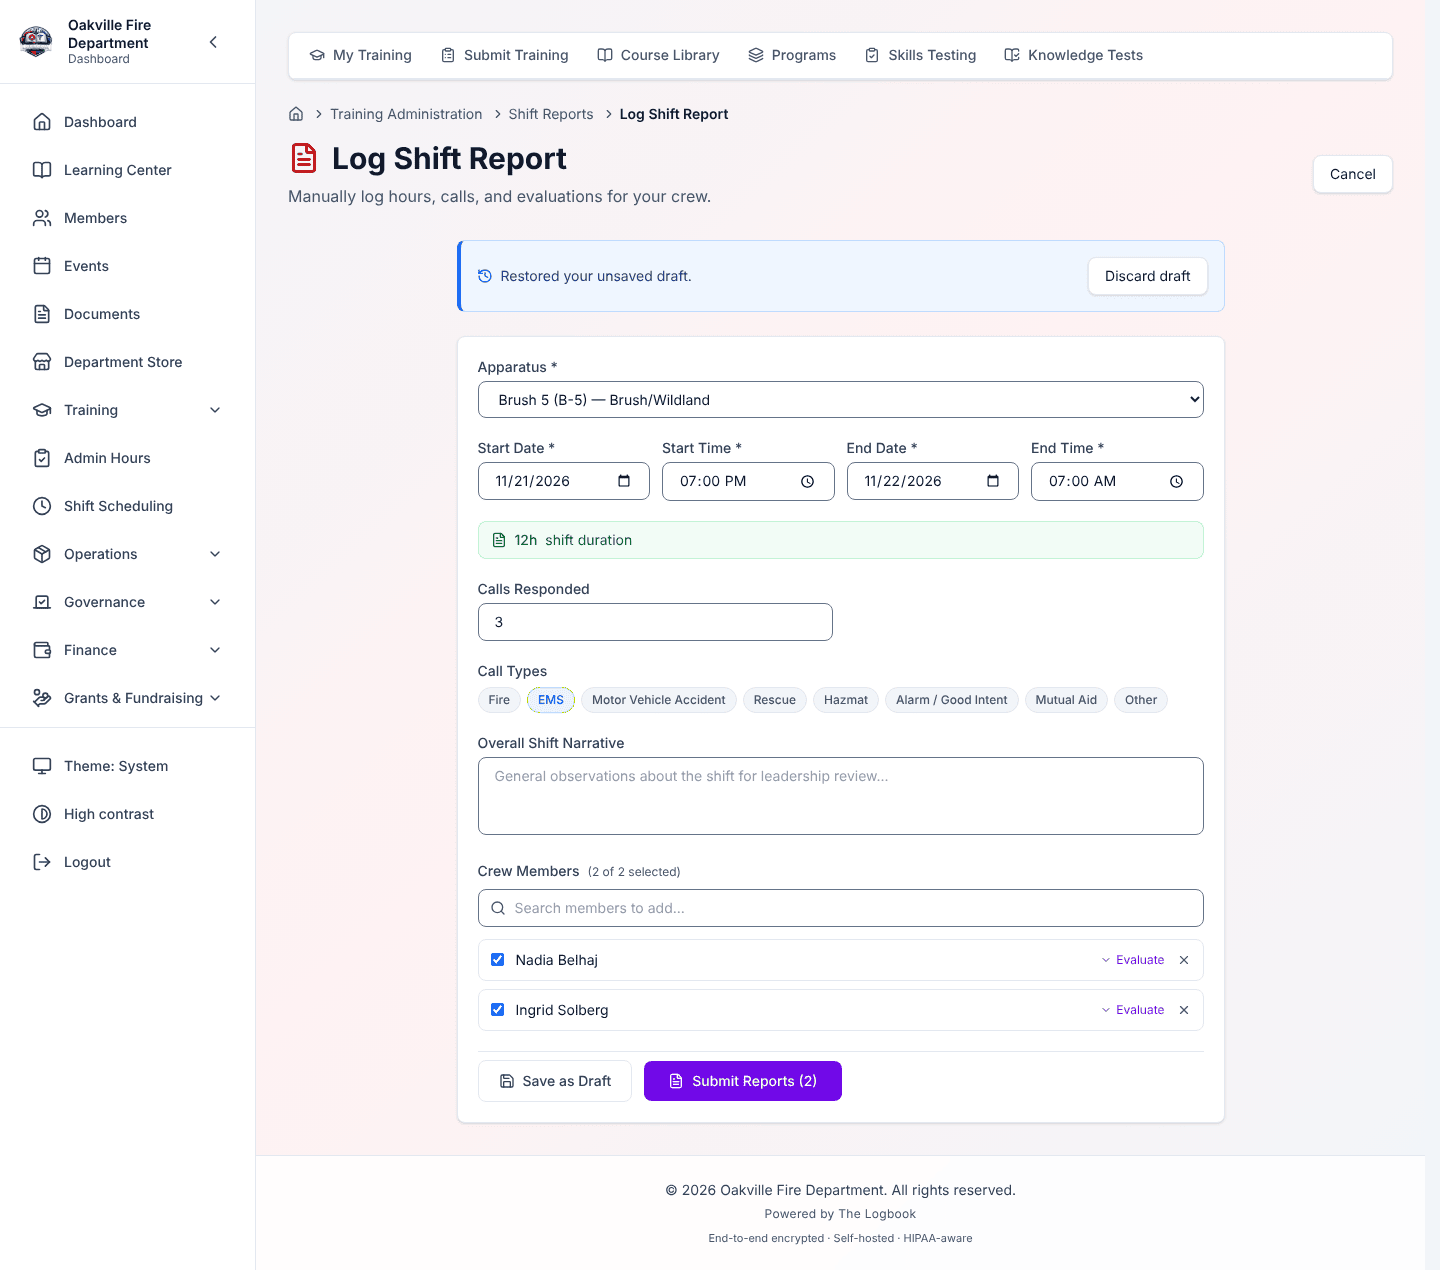 Oakville Fire
Department
Dashboard
Dashboard
Learning Center
Members
Events
Documents
Department Store
Training
Admin Hours
Shift Scheduling
Operations
Governance
Finance
Grants & Fundraising
Theme: System
High contrast
Logout
My Training
Submit Training
Course Library
Programs
Skills Testing
Knowledge Tests
Training Administration
Shift Reports
Log Shift Report
Log Shift Report
Manually log hours, calls, and evaluations for your crew.
Cancel
Restored your unsaved draft.
Discard draft
Apparatus *
Brush 5 (B-5) — Brush/Wildland
Start Date *
Start Time *
End Date *
End Time *
11/21/2026
07:00 PM
11/22/2026
07:00 AM
12h shift duration
Calls Responded
3
Call Types
Fire
EMS
Motor Vehicle Accident
Rescue
Hazmat
Alarm / Good Intent
Mutual Aid
Other
Overall Shift Narrative
General observations about the shift for leadership review...
Crew Members (2 of 2 selected)
Search members to add...
Nadia Belhaj
Evaluate
Ingrid Solberg
Evaluate
Save as Draft
Submit Reports (2)
© 2026 Oakville Fire Department. All rights reserved.
Powered by The Logbook
End-to-end encrypted · Self-hosted · HIPAA-aware